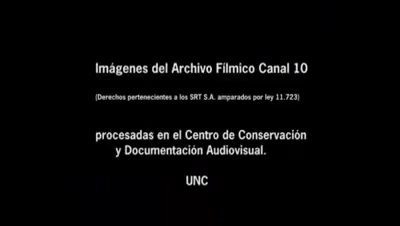 Imágenes del Archivo Fílmico Canal 10
(Derechos pertenecientes a los SRT S.A. amparados por ley 11.723)
procesadas en el Centro de Conservación
y Documentación Audiovisual.
UNC